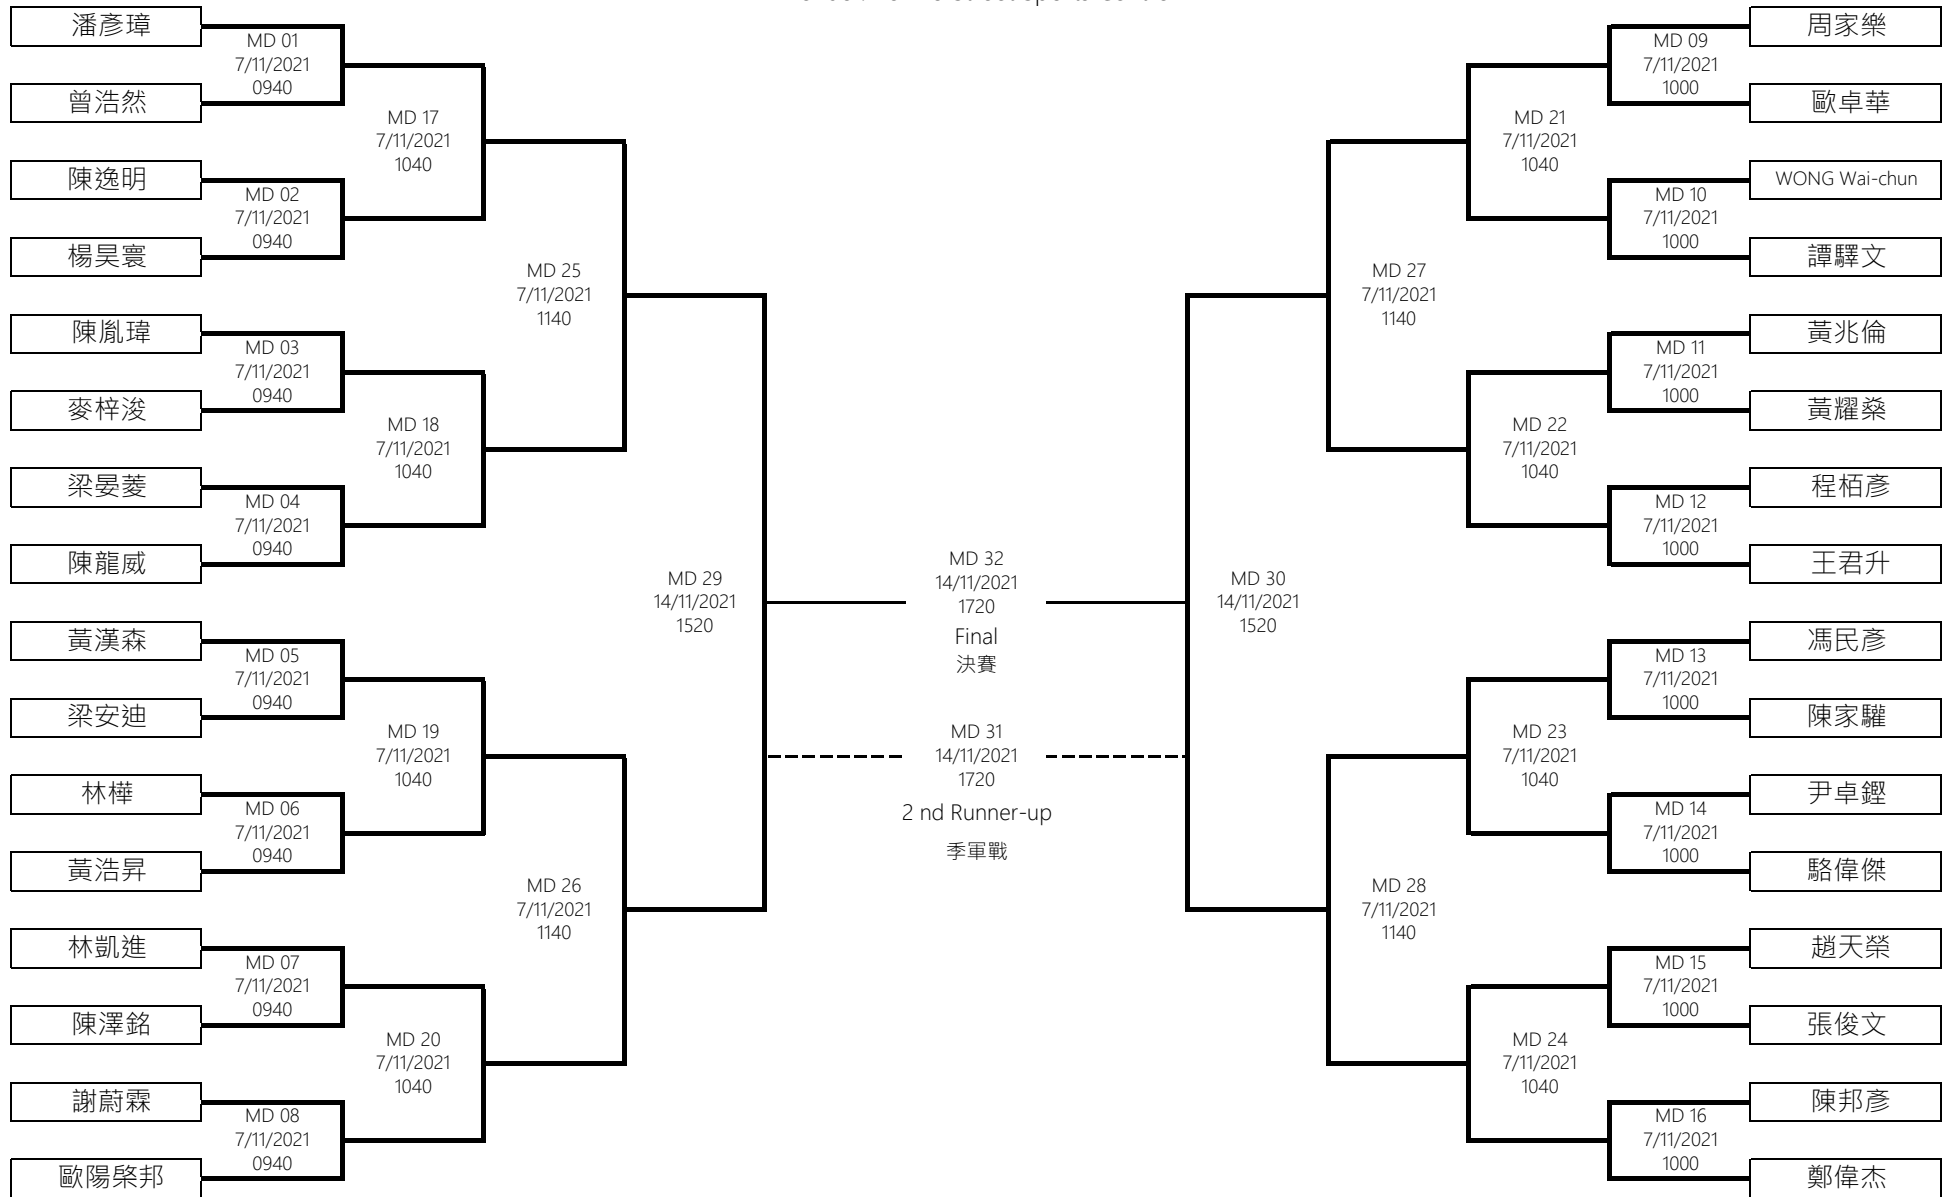 潘彥璋
MD 01
7/11/2021
0940
曾浩然
MD 17
7/11/2021
1040
陳逸明
MD 02
7/11/2021
0940
楊昊寰
MD 25
7/11/2021
1140
陳胤瑋
MD 03
7/11/2021
0940
麥梓浚
MD 18
7/11/2021
1040
梁晏菱
MD 04
7/11/2021
0940
陳龍威
MD 29
14/11/2021
1520
黃漢森
MD 05
7/11/2021
0940
梁安迪
MD 19
7/11/2021
1040
林樺
MD 06
7/11/2021
0940
黃浩昇
MD 26
7/11/2021
1140
林凱進
MD 07
7/11/2021
0940
陳澤銘
MD 20
7/11/2021
1040
謝蔚霖
MD 08
7/11/2021
0940
歐陽棨邦
MD 32
14/11/2021
1720
Final
決賽
MD 31
14/11/2021
1720
2 nd Runner-up
季軍戰
周家樂
MD 09
7/11/2021
1000
歐卓華
MD 21
7/11/2021
1040
WONG Wai-chun
MD 10
7/11/2021
1000
譚驛文
MD 27
7/11/2021
1140
黃兆倫
MD 11
7/11/2021
1000
黃耀燊
MD 22
7/11/2021
1040
程栢彥
MD 12
7/11/2021
1000
王君升
MD 30
14/11/2021
1520
馮民彥
MD 13
7/11/2021
1000
陳家驩
MD 23
7/11/2021
1040
尹卓鏗
MD 14
7/11/2021
1000
駱偉傑
MD 28
7/11/2021
1140
趙天榮
MD 15
7/11/2021
1000
張俊文
MD 24
7/11/2021
1040
陳邦彥
MD 16
7/11/2021
1000
鄭偉杰